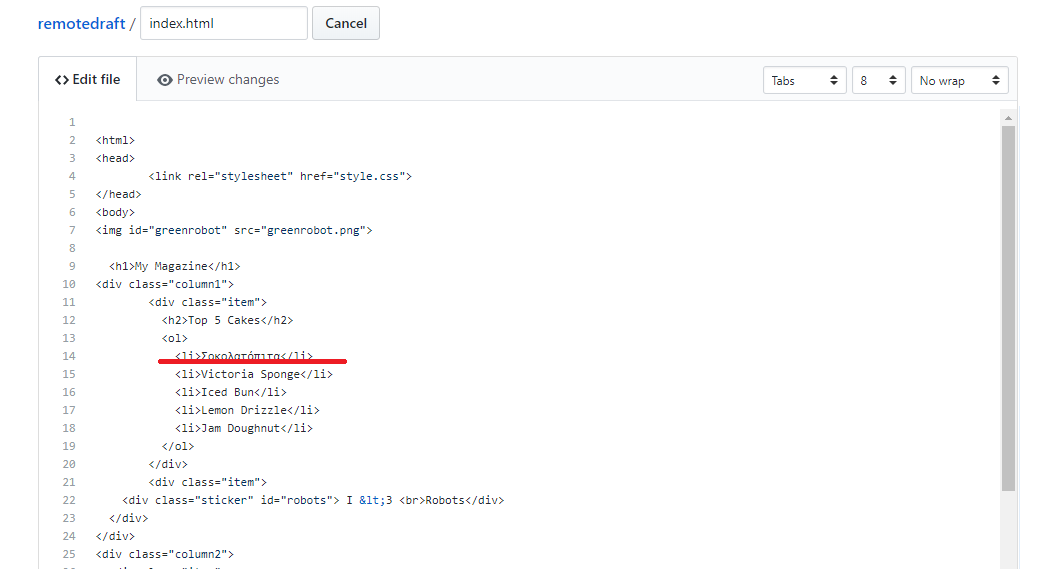 remotedraft / index.html Cancel
<> Edit file Preview changes Tabs 8 No wrap
1
2 <html>
3 <head>
4 <link rel="stylesheet" href="style.css">
5 </head>
6 <body>
7 <img id="greenrobot" src="greenrobot.png">
8
9 <h1>My Magazine</h1>
10 <div class="column1">
11 <div class="item">
12 <h2>Top 5 Cakes</h2>
13 <ol>
14 <li>Σοκολατόπιτα</li>
15 <li>Victoria Sponge</li>
16 <li>Iced Bun</li>
17 <li>Lemon Drizzle</li>
18 <li>Jam Doughnut</li>
19 </ol>
20 </div>
21 <div class="item">
22 <div class="sticker" id="robots"> I &lt;3 <br>Robots</div>
23 </div>
24 </div>
25 <div class="column2">